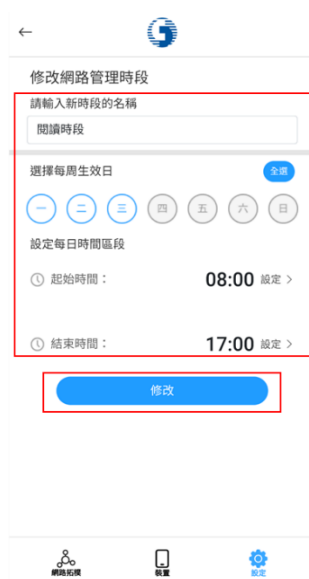 修改網路管理時段
請輸入新時段的名稱
閱讀時段
選擇每周生效日 全選
一 二 三 四 五 六 日
設定每日時間區段
起始時間： 08:00 設定
結束時間： 17:00 設定
修改
網路拓樸 裝置 設定